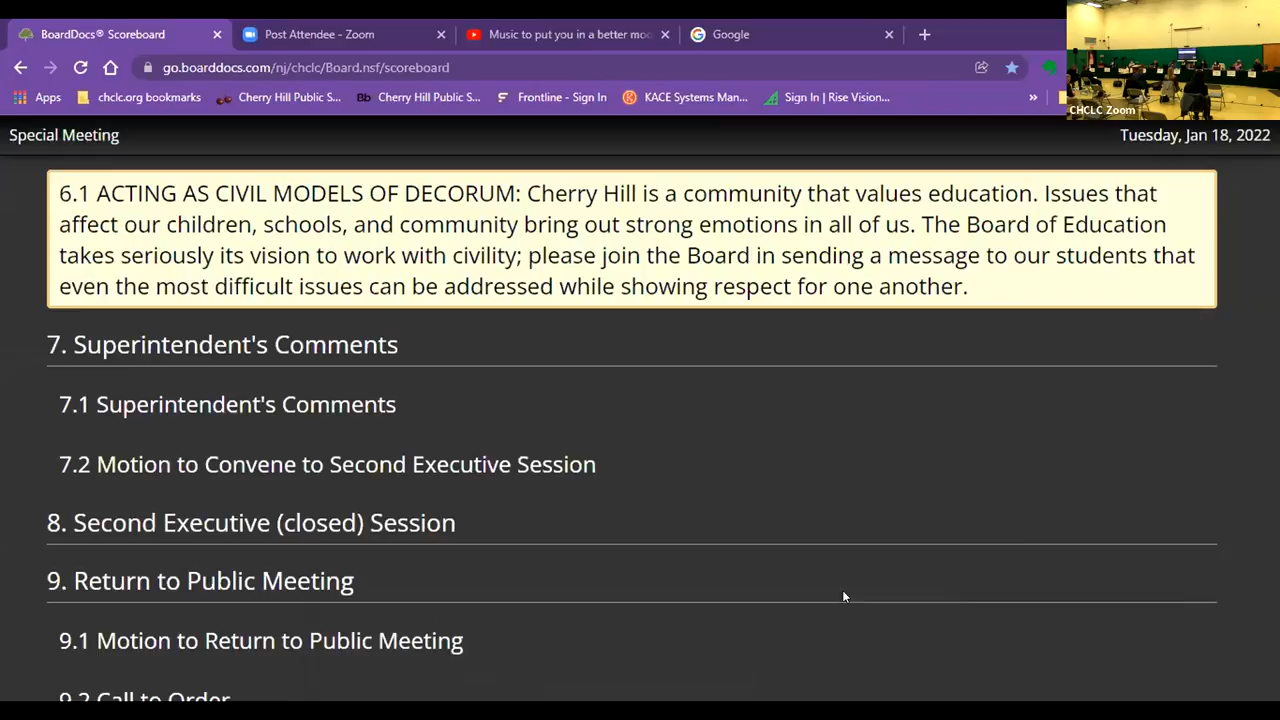 BoardDocs® Scoreboard
Post Attendee - Zoom
Music to put you in a better moo
Google
go.boarddocs.com/nj/chclc/Board.nsf/scoreboard
Apps
chclc.org bookmarks
Cherry Hill Public S...
Bb Cherry Hill Public S...
Frontline - Sign In
KACE Systems Man...
Sign In | Rise Vision...
»
CHCLC Zoom
Special Meeting
Tuesday, Jan 18, 2022
6.1 ACTING AS CIVIL MODELS OF DECORUM: Cherry Hill is a community that values education. Issues that
affect our children, schools, and community bring out strong emotions in all of us. The Board of Education
takes seriously its vision to work with civility; please join the Board in sending a message to our students that
even the most difficult issues can be addressed while showing respect for one another.
7. Superintendent's Comments
7.1 Superintendent's Comments
7.2 Motion to Convene to Second Executive Session
8. Second Executive (closed) Session
9. Return to Public Meeting
9.1 Motion to Return to Public Meeting
9.2 Call to Order